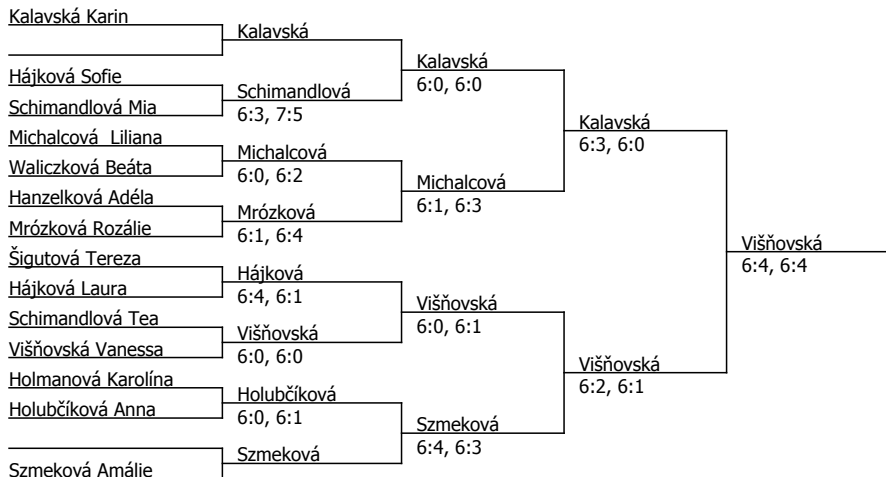 Kalavská Karin
Hájková Sofie
Schimandlová Mia
Michalcová  Liliana
Waliczková Beáta
Hanzelková Adéla
Mrózková Rozálie
Šigutová Tereza
Hájková Laura
Schimandlová Tea
Višňovská Vanessa
Holmanová Karolína
Holubčíková Anna
Szmeková Amálie
Kalavská
Schimandlová
6:3, 7:5
Michalcová
6:0, 6:2
Mrózková
6:1, 6:4
Hájková
6:4, 6:1
Višňovská
6:0, 6:0
Holubčíková
6:0, 6:1
Szmeková
Kalavská
6:0, 6:0
Michalcová
6:1, 6:3
Višňovská
6:0, 6:1
Szmeková
6:4, 6:3
Kalavská
6:3, 6:0
Višňovská
6:2, 6:1
Višňovská
6:4, 6:4